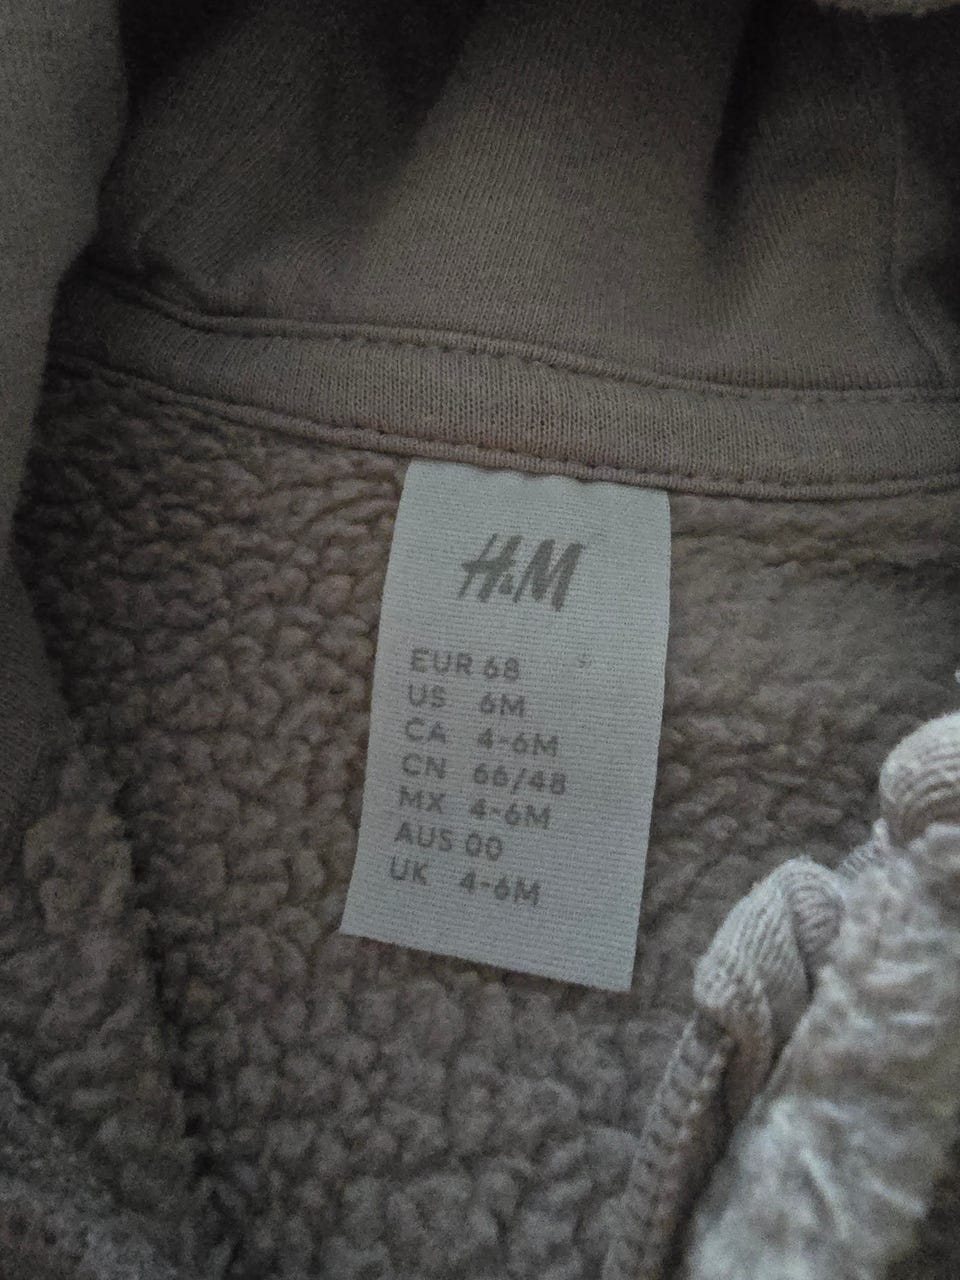 H&M
EUR 68
US 6M
CA 4-6M
CN 66/48
MX 4-6M
AUS 00
UK 4-6M